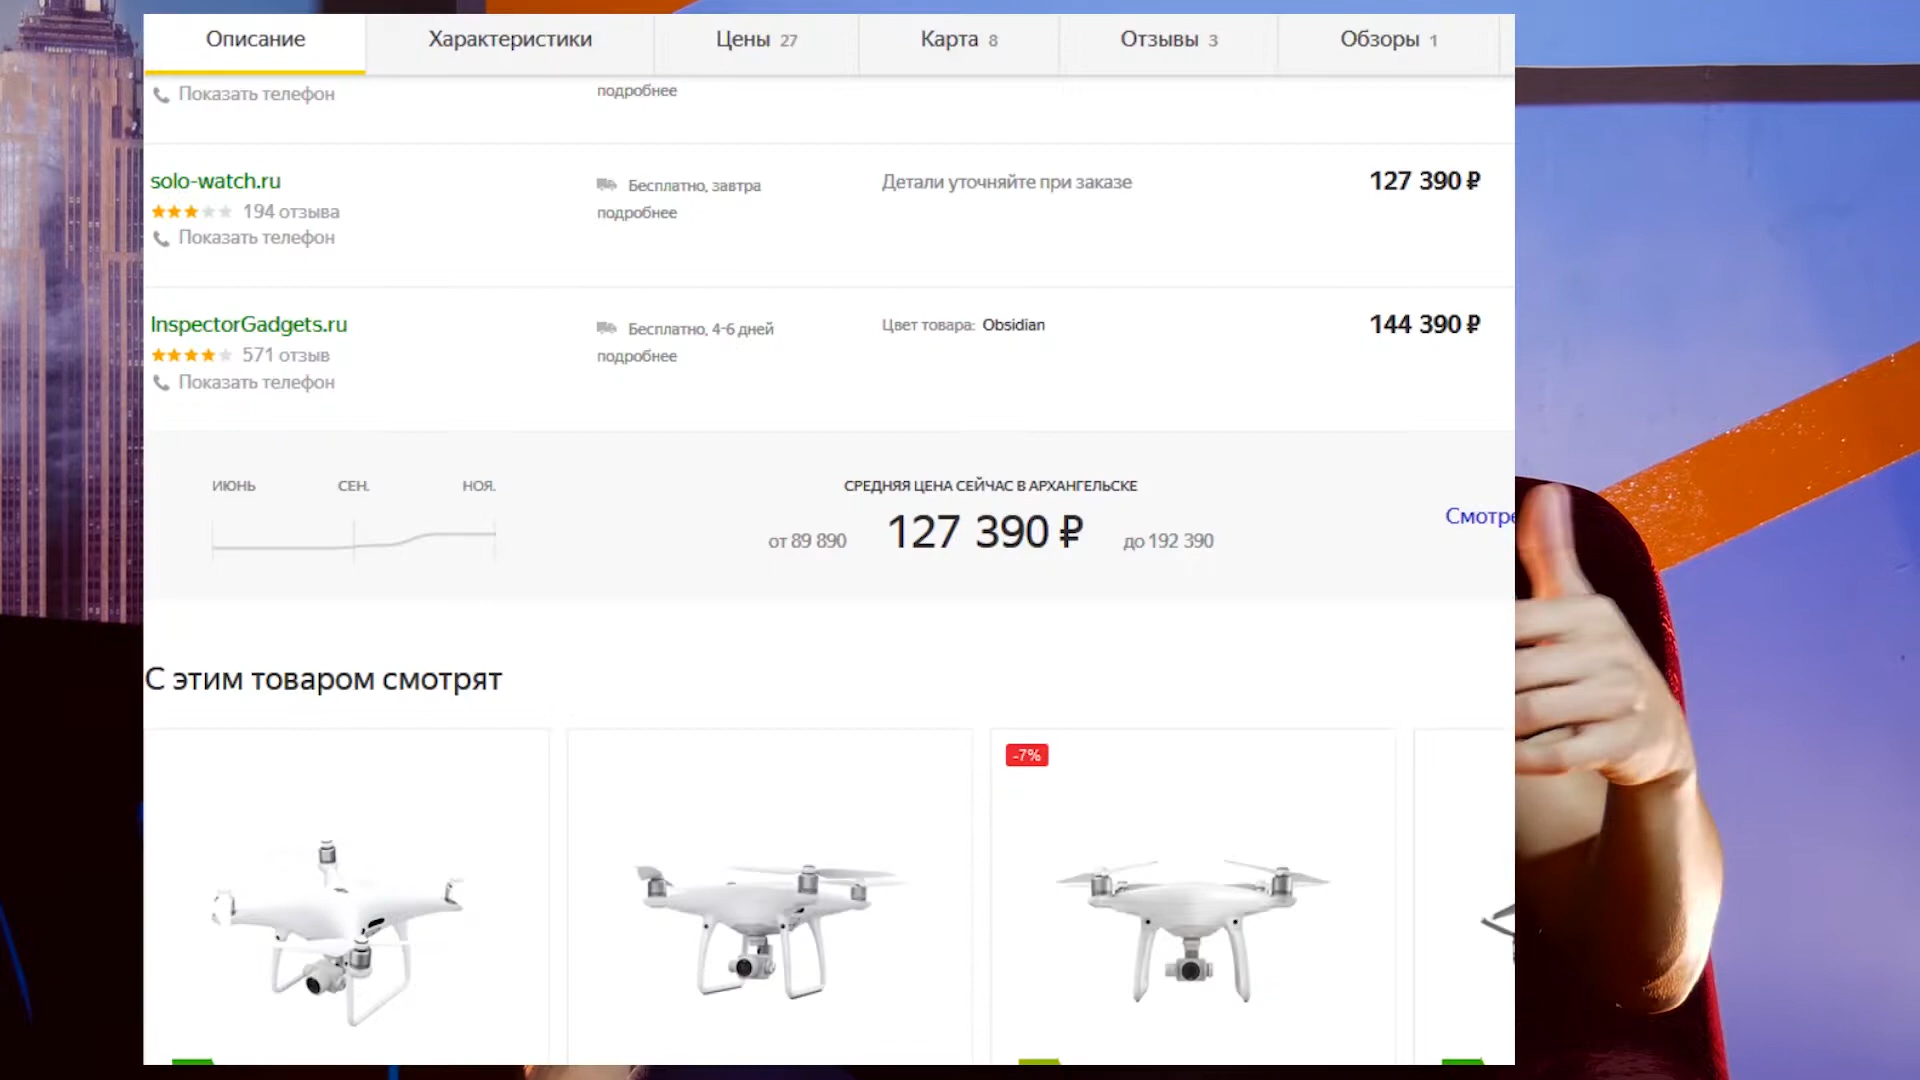 Описание Характеристики Цены 27 Карта 8 Отзывы 3 Обзоры 1
Показать телефон подробнее
solo-watch.ru Бесплатно, завтра Детали уточняйте при заказе 127 390 ₽
194 отзыва подробнее
Показать телефон
InspectorGadgets.ru Бесплатно, 4-6 дней Цвет товара: Obsidian 144 390 ₽
571 отзыв подробнее
Показать телефон
ИЮНЬ СЕН. НОЯ. СРЕДНЯЯ ЦЕНА СЕЙЧАС В АРХАНГЕЛЬСКЕ
от 89 890 127 390 ₽ до 192 390
С этим товаром смотрят
-7%